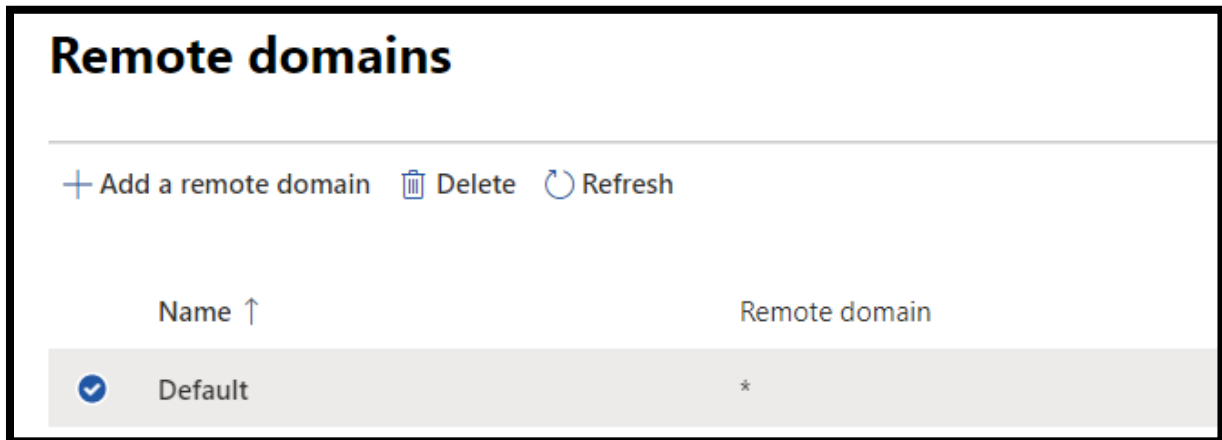 Remote domains
Add a remote domain Delete Refresh
Name ↑ Remote domain
Default *